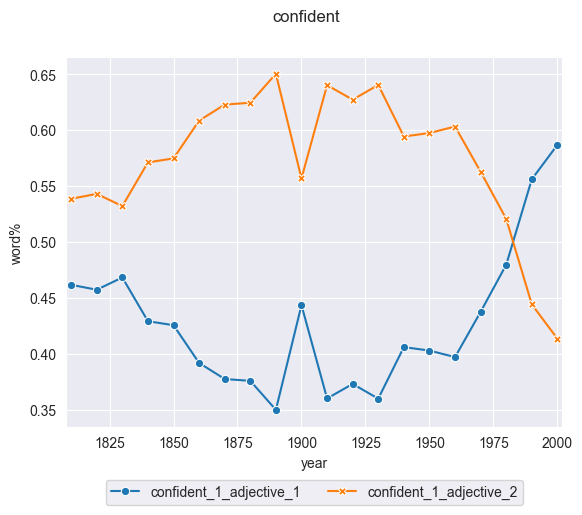 confident
0.65
0.60
0.55
0.50
0.45
0.40
0.35
word%
1825 1850 1875 1900 1925 1950 1975 2000
year
confident_1_adjective_1 confident_1_adjective_2